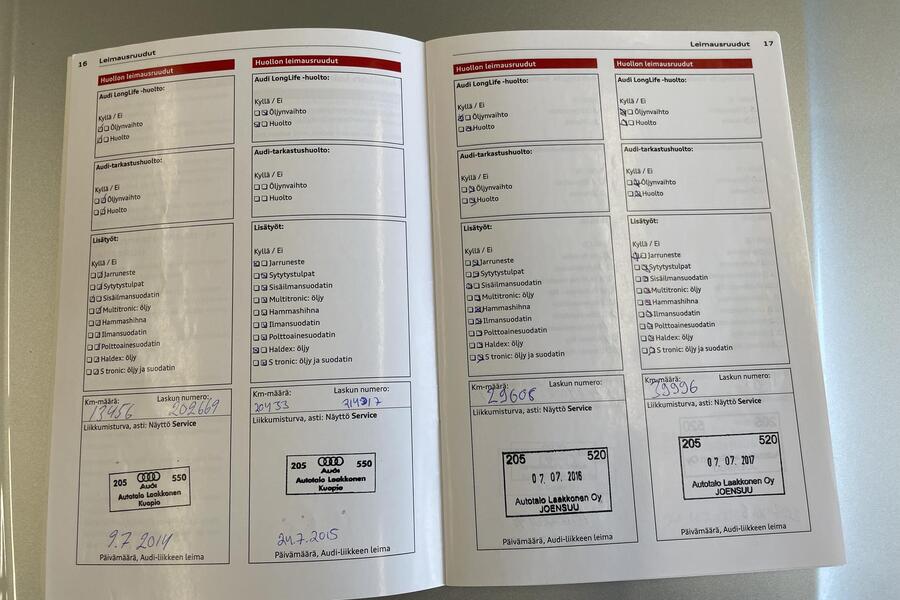 16 Leimausruudut
Huollon leimausruudut
Audi LongLife -huolto:
Kyllä / Ei
Öljynvaihto
Huolto
Audi-tarkastushuolto:
Kyllä / Ei
Öljynvaihto
Huolto
Lisätyöt:
Kyllä / Ei
Jarruneste
Sytytystulpat
Sisäilmansuodatin
Multitronic: öljy
Hammashihna
Ilmansuodatin
Polttoainesuodatin
Haldex: öljy
S tronic: öljy ja suodatin
Km-määrä: Laskun numero:
13456 202669
Liikkumisturva, asti: Näyttö Service
205 550
Audi
Autotalo Laakkonen
Kuopio
9.7 2014
Päivämäärä, Audi-liikkeen leima
Huollon leimausruudut
Audi LongLife -huolto:
Kyllä / Ei
Öljynvaihto
Huolto
Audi-tarkastushuolto:
Kyllä / Ei
Öljynvaihto
Huolto
Lisätyöt:
Kyllä / Ei
Jarruneste
Sytytystulpat
Sisäilmansuodatin
Multitronic: öljy
Hammashihna
Ilmansuodatin
Polttoainesuodatin
Haldex: öljy
S tronic: öljy ja suodatin
Km-määrä: Laskun numero:
Liikkumisturva, asti: Näyttö Service
205 550
Audi
Autotalo Laakkonen
Kuopio
24.7.2015
Päivämäärä, Audi-liikkeen leima
Leimausruudut 17
Huollon leimausruudut
Audi LongLife -huolto:
Kyllä / Ei
Öljynvaihto
Huolto
Audi-tarkastushuolto:
Kyllä / Ei
Öljynvaihto
Huolto
Lisätyöt:
Kyllä / Ei
Jarruneste
Sytytystulpat
Sisäilmansuodatin
Multitronic: öljy
Hammashihna
Ilmansuodatin
Polttoainesuodatin
Haldex: öljy
S tronic: öljy ja suodatin
Km-määrä: Laskun numero:
29608
Liikkumisturva, asti: Näyttö Service
205 520
07. 07. 2016
Autotalo Laakkonen Oy
JOENSUU
Päivämäärä, Audi-liikkeen leima
Huollon leimausruudut
Audi LongLife -huolto:
Kyllä / Ei
Öljynvaihto
Huolto
Audi-tarkastushuolto:
Kyllä / Ei
Öljynvaihto
Huolto
Lisätyöt:
Kyllä / Ei
Jarruneste
Sytytystulpat
Sisäilmansuodatin
Multitronic: öljy
Hammashihna
Ilmansuodatin
Polttoainesuodatin
Haldex: öljy
S tronic: öljy ja suodatin
Km-määrä: Laskun numero:
39996
Liikkumisturva, asti: Näyttö Service
205 520
07. 07. 2017
Autotalo Laakkonen Oy
JOENSUU
Päivämäärä, Audi-liikkeen leima